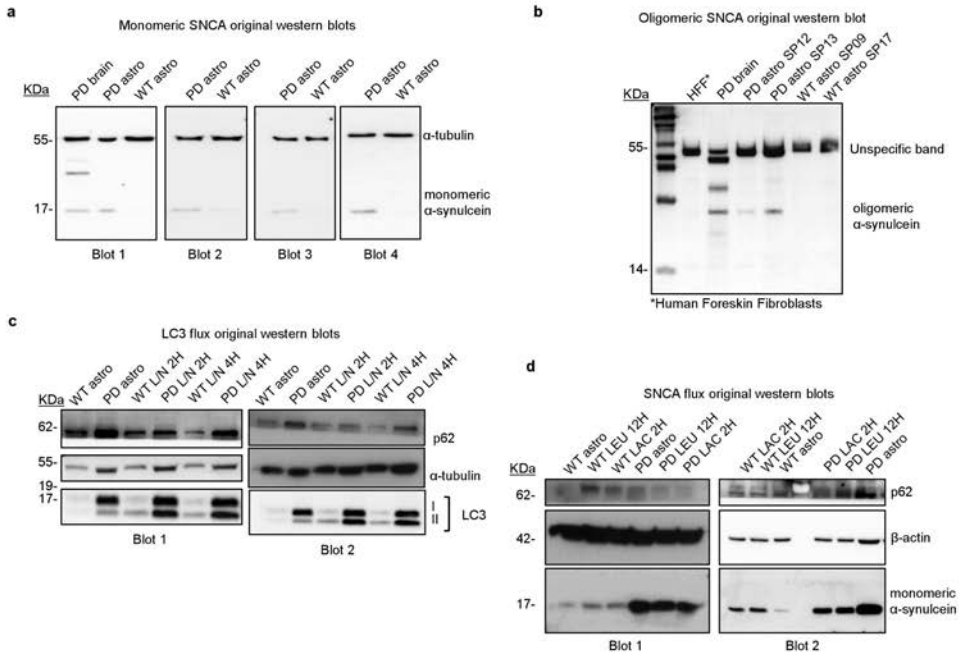 a
Monomeric SNCA original western blots
KDa
PD brain
PD astro
WT astro
PD astro
WT astro
PD astro
WT astro
PD astro
WT astro
55-
α-tubulin
17-
monomeric
α-synulcein
Blot 1
Blot 2
Blot 3
Blot 4
b
Oligomeric SNCA original western blot
KDa
HFF*
PD brain
PD astro SP12
PD astro SP13
WT astro SP09
WT astro SP17
55-
Unspecific band
oligomeric
α-synulcein
14-
*Human Foreskin Fibroblasts
c
LC3 flux original western blots
KDa
WT astro
PD astro
WT L/N 2H
PD L/N 2H
WT L/N 4H
PD L/N 4H
WT astro
PD astro
WT L/N 2H
PD L/N 2H
WT L/N 4H
PD L/N 4H
62-
p62
55-
α-tubulin
19-
17-
I
II
LC3
Blot 1
Blot 2
d
SNCA flux original western blots
KDa
WT astro
WT LEU 12H
WT LAC 2H
PD astro
PD LEU 12H
PD LAC 2H
WT LAC 2H
WT LEU 12H
WT astro
PD LAC 2H
PD LEU 12H
PD astro
62-
p62
42-
β-actin
17-
monomeric
α-synulcein
Blot 1
Blot 2